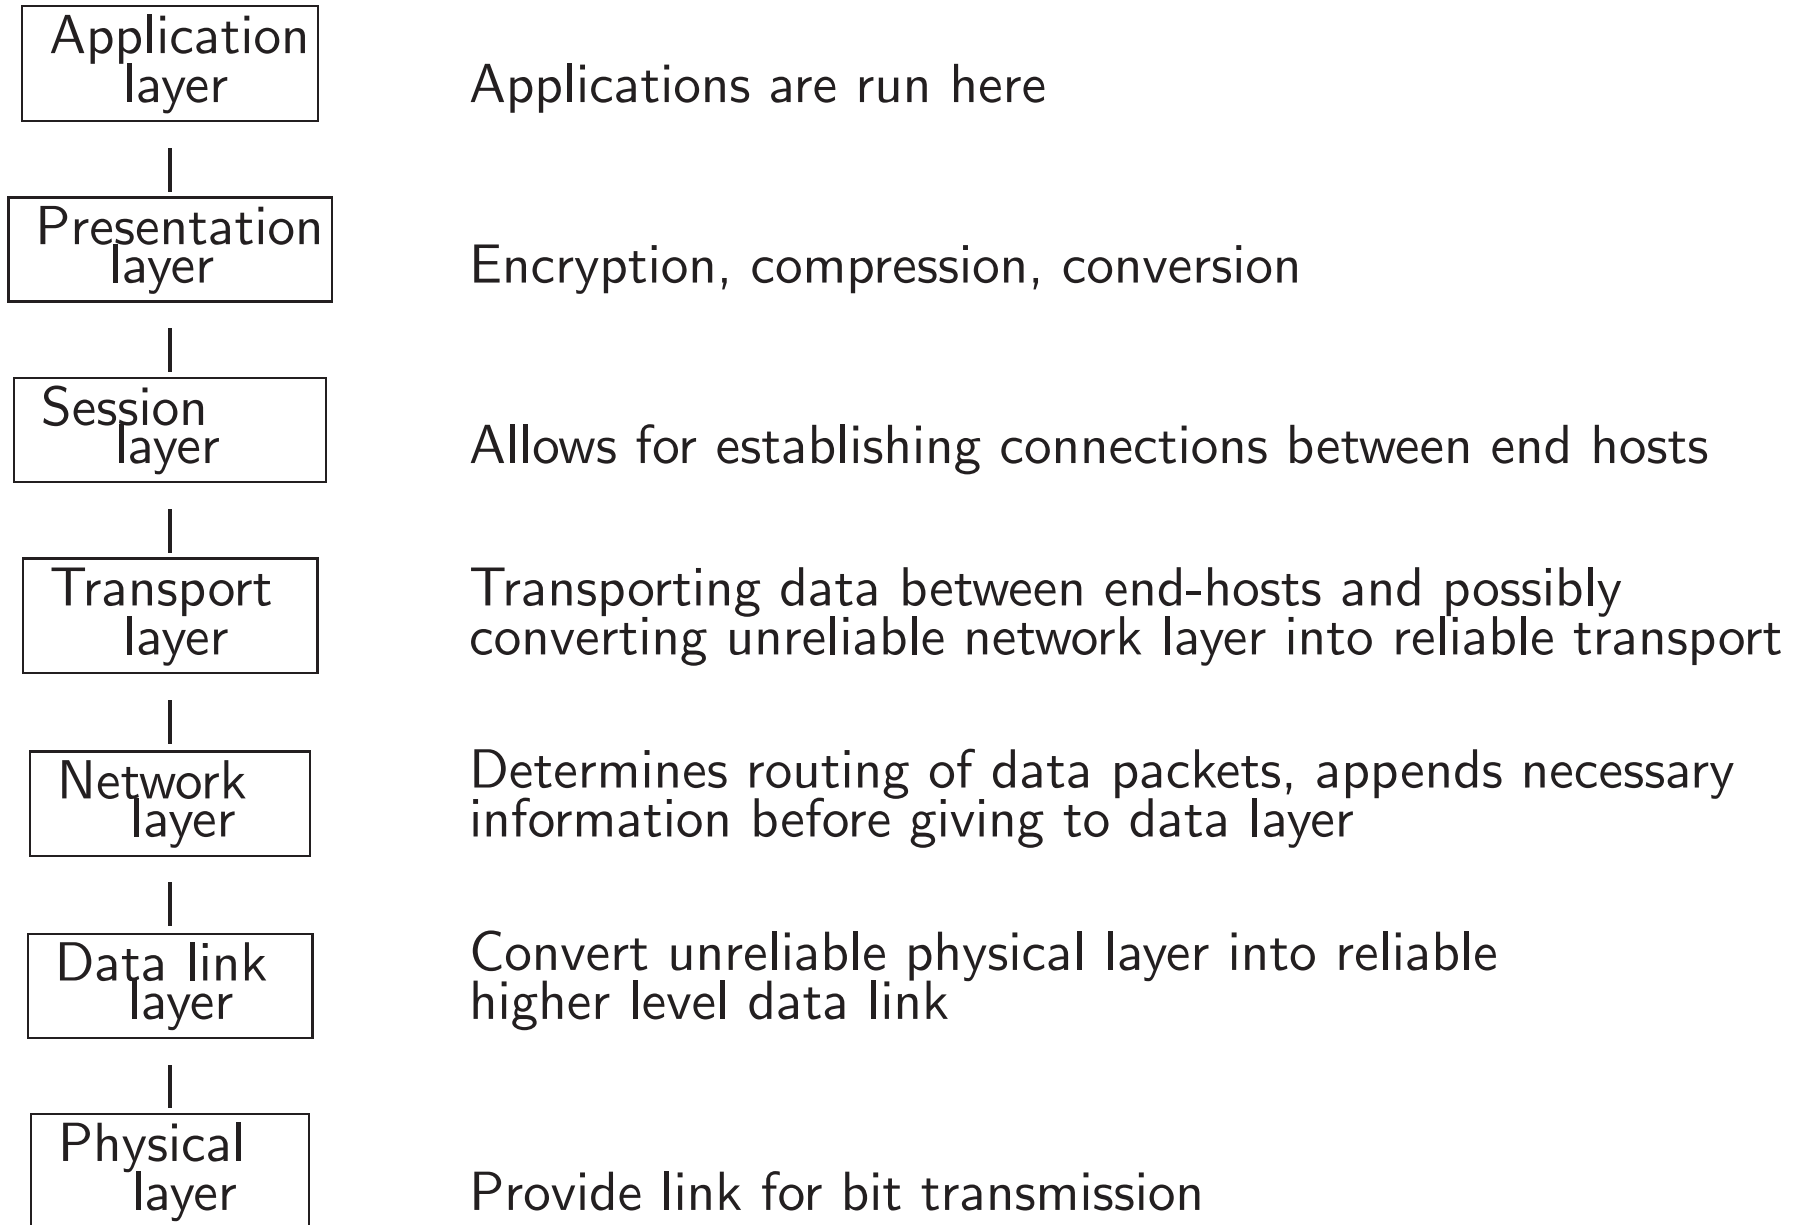 Application
layer
Applications are run here
Presentation
layer
Encryption, compression, conversion
Session
layer
Allows for establishing connections between end hosts
Transport
layer
Transporting data between end-hosts and possibly
converting unreliable network layer into reliable transport
Network
layer
Determines routing of data packets, appends necessary
information before giving to data layer
Data link
layer
Convert unreliable physical layer into reliable
higher level data link
Physical
layer
Provide link for bit transmission